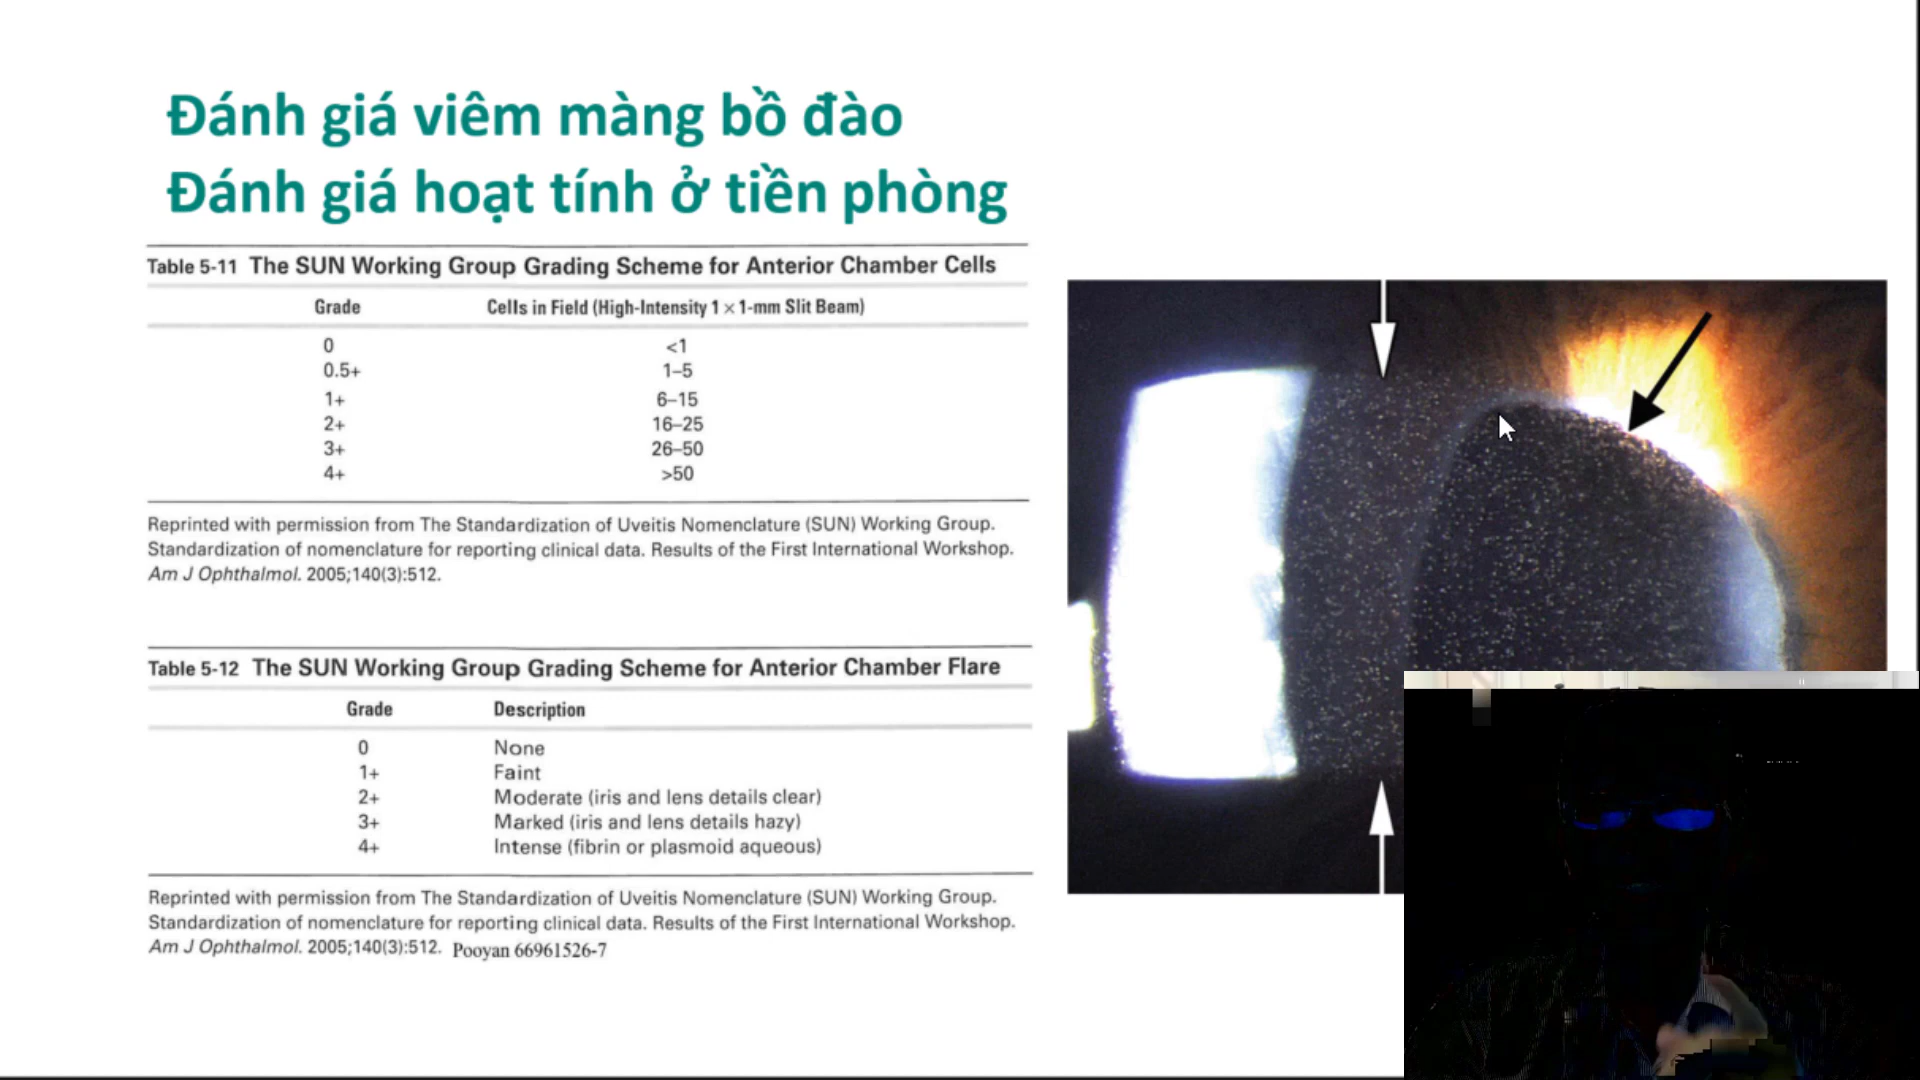 Đánh giá viêm màng bồ đào
Đánh giá hoạt tính ở tiền phòng
Table 5-11 The SUN Working Group Grading Scheme for Anterior Chamber Cells
Grade Cells in Field (High-Intensity 1 × 1-mm Slit Beam)
0 <1
0.5+ 1–5
1+ 6–15
2+ 16–25
3+ 26–50
4+ >50
Reprinted with permission from The Standardization of Uveitis Nomenclature (SUN) Working Group.
Standardization of nomenclature for reporting clinical data. Results of the First International Workshop.
Am J Ophthalmol. 2005;140(3):512.
Table 5-12 The SUN Working Group Grading Scheme for Anterior Chamber Flare
Grade Description
0 None
1+ Faint
2+ Moderate (iris and lens details clear)
3+ Marked (iris and lens details hazy)
4+ Intense (fibrin or plasmoid aqueous)
Reprinted with permission from The Standardization of Uveitis Nomenclature (SUN) Working Group.
Standardization of nomenclature for reporting clinical data. Results of the First International Workshop.
Am J Ophthalmol. 2005;140(3):512. Pooyan 66961526-7